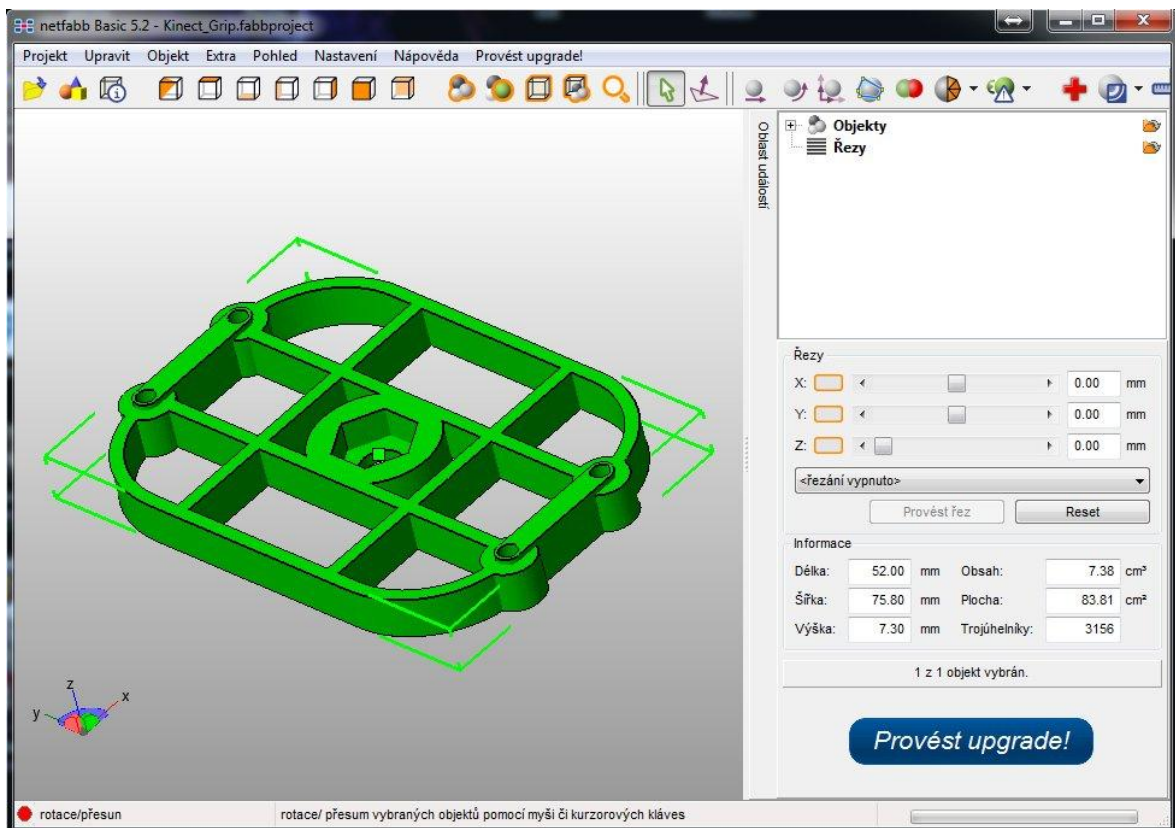 netfabb Basic 5.2 - Kinect_Grip.fabbproject
Projekt Upravit Objekt Extra Pohled Nastavení Nápověda Provést upgrade!
Oblast událostí
Objekty
Řezy
Řezy
X: 0.00 mm
Y: 0.00 mm
Z: 0.00 mm
<řezání vypnuto>
Provést řez Reset
Informace
Délka: 52.00 mm Obsah: 7.38 cm³
Šířka: 75.80 mm Plocha: 83.81 cm²
Výška: 7.30 mm Trojúhelníky: 3156
1 z 1 objekt vybrán.
z
x
y
Provést upgrade!
rotace/přesun rotace/ přesum vybraných objektů pomocí myši či kurzorových kláves